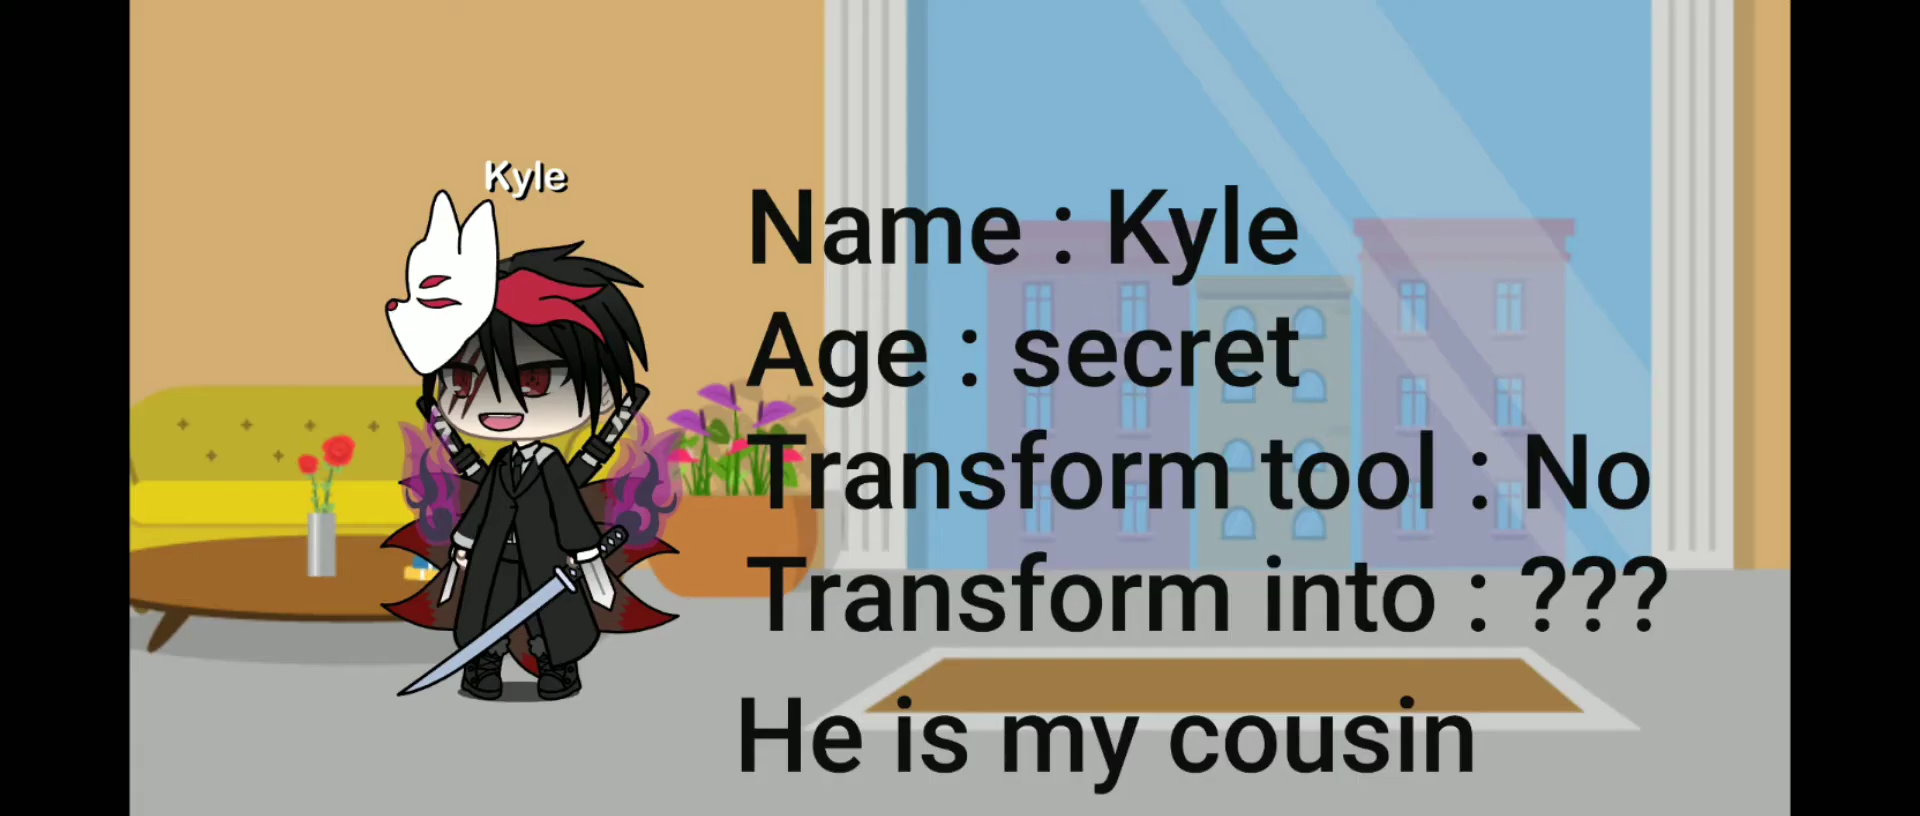 Kyle
Name : Kyle
Age : secret
Transform tool : No
Transform into : ???
He is my cousin